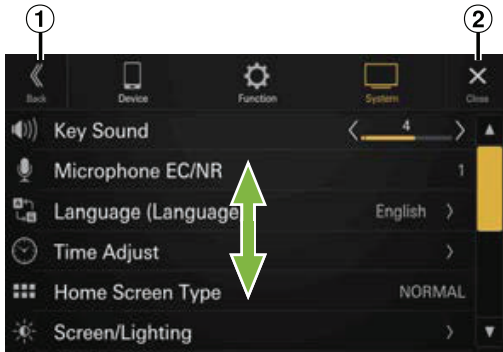 1 2
Back Device Function System Close
Key Sound 4
Microphone EC/NR 1
Language (Language English
Time Adjust
Home Screen Type NORMAL
Screen/Lighting